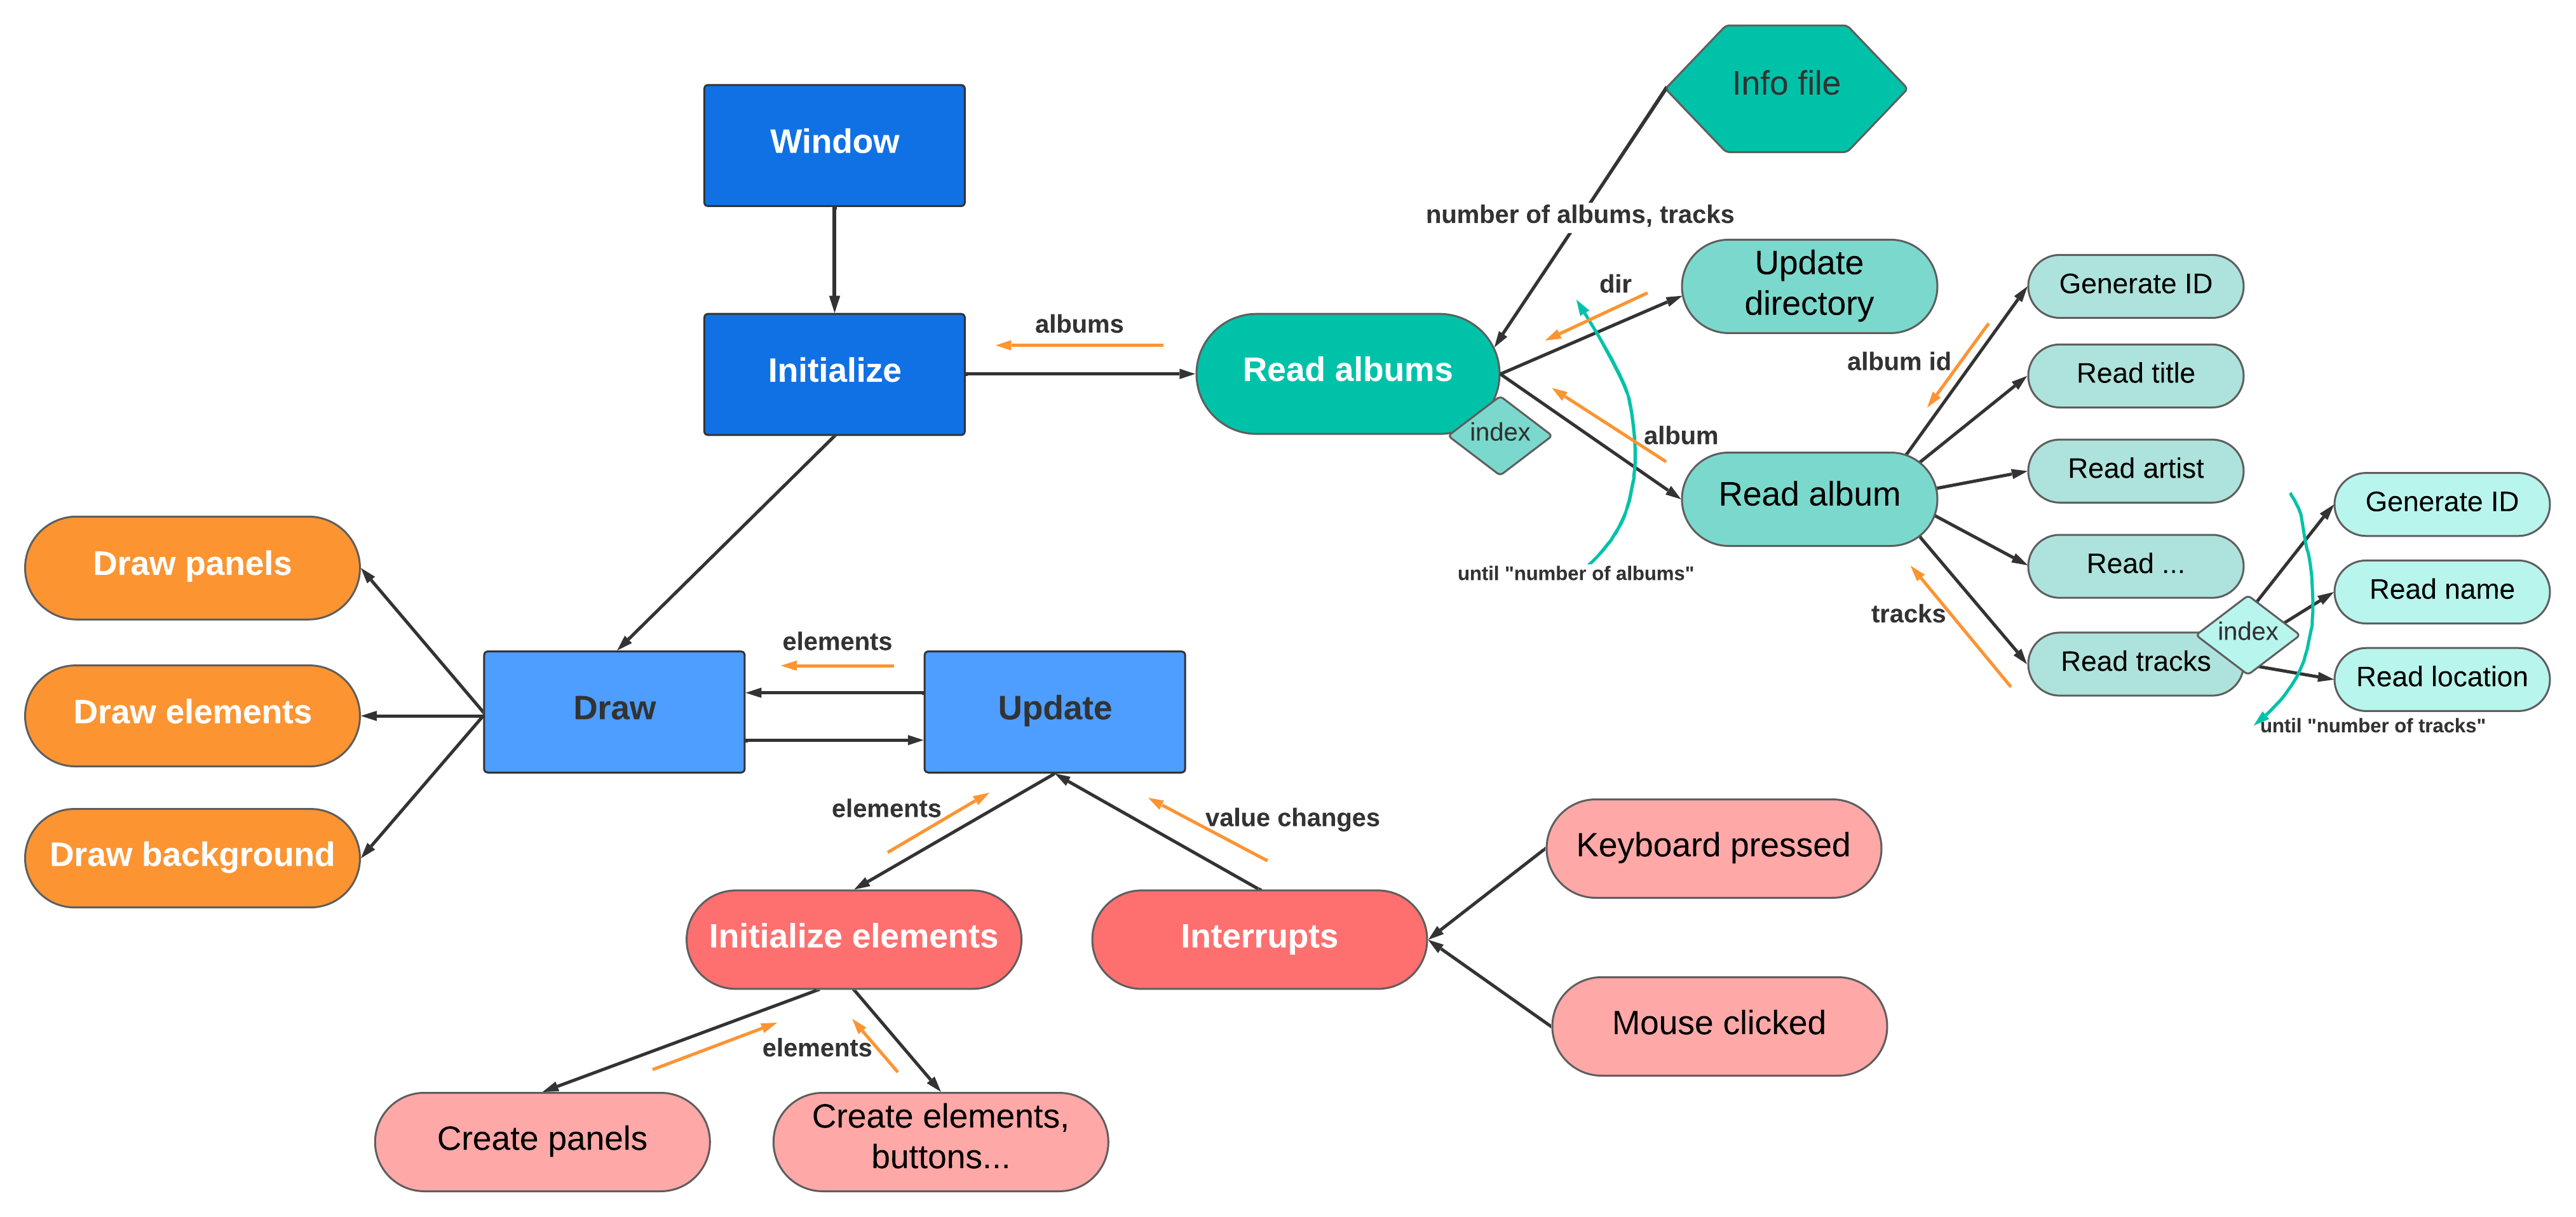 Info file
Window
number of albums, tracks
Update
directory
dir
Generate ID
albums
Initialize
Read albums
album id
Read title
index
album
Read artist
Read album
Generate ID
Draw panels
until "number of albums"
Read ...
Read name
tracks
index
elements
Read tracks
Read location
Draw elements
Draw
Update
until "number of tracks"
elements
value changes
Keyboard pressed
Draw background
Initialize elements
Interrupts
Mouse clicked
elements
Create panels
Create elements,
buttons...